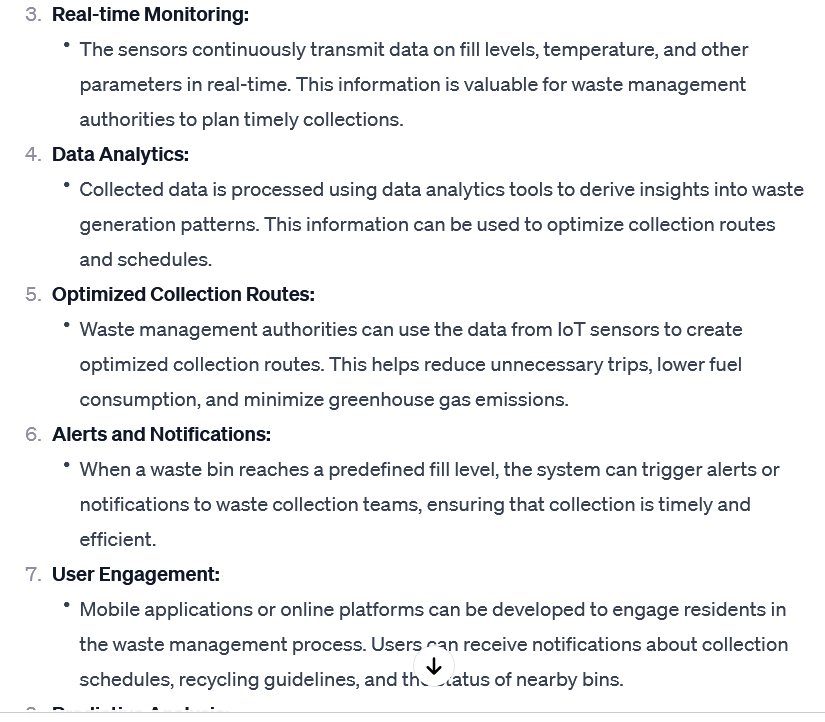 3. Real-time Monitoring:
• The sensors continuously transmit data on fill levels, temperature, and other
parameters in real-time. This information is valuable for waste management
authorities to plan timely collections.
4. Data Analytics:
• Collected data is processed using data analytics tools to derive insights into waste
generation patterns. This information can be used to optimize collection routes
and schedules.
5. Optimized Collection Routes:
• Waste management authorities can use the data from IoT sensors to create
optimized collection routes. This helps reduce unnecessary trips, lower fuel
consumption, and minimize greenhouse gas emissions.
6. Alerts and Notifications:
• When a waste bin reaches a predefined fill level, the system can trigger alerts or
notifications to waste collection teams, ensuring that collection is timely and
efficient.
7. User Engagement:
• Mobile applications or online platforms can be developed to engage residents in
the waste management process. Users can receive notifications about collection
schedules, recycling guidelines, and the status of nearby bins.